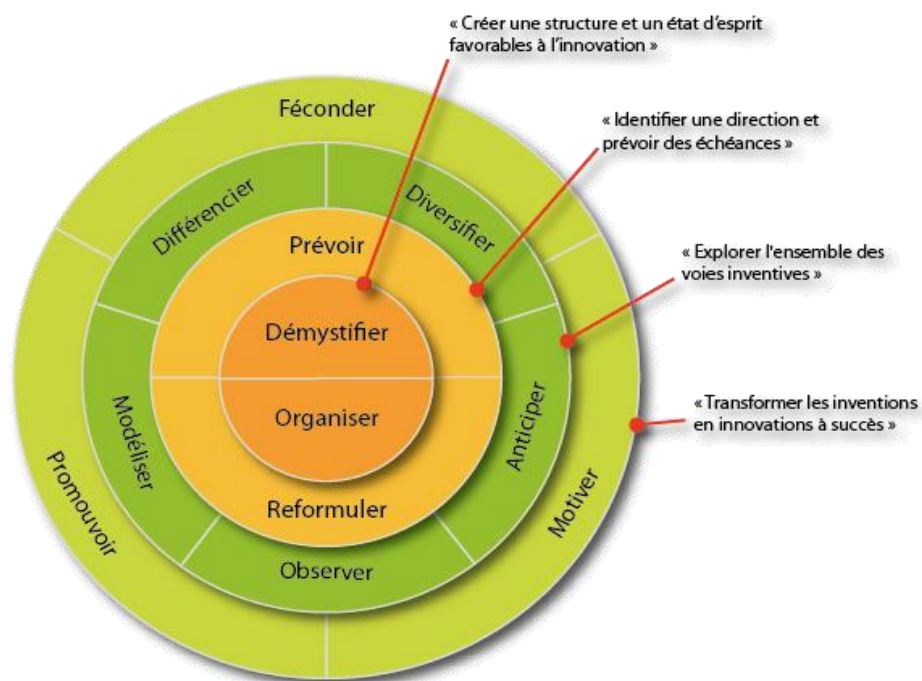 « Créer une structure et un état d’esprit
favorables à l’innovation »
« Identifier une direction et
prévoir des échéances »
« Explorer l'ensemble des
voies inventives »
« Transformer les inventions
en innovations à succès »
Féconder
Différencier
Diversifier
Prévoir
Démystifier
Organiser
Modéliser
Anticiper
Promouvoir
Motiver
Reformuler
Observer